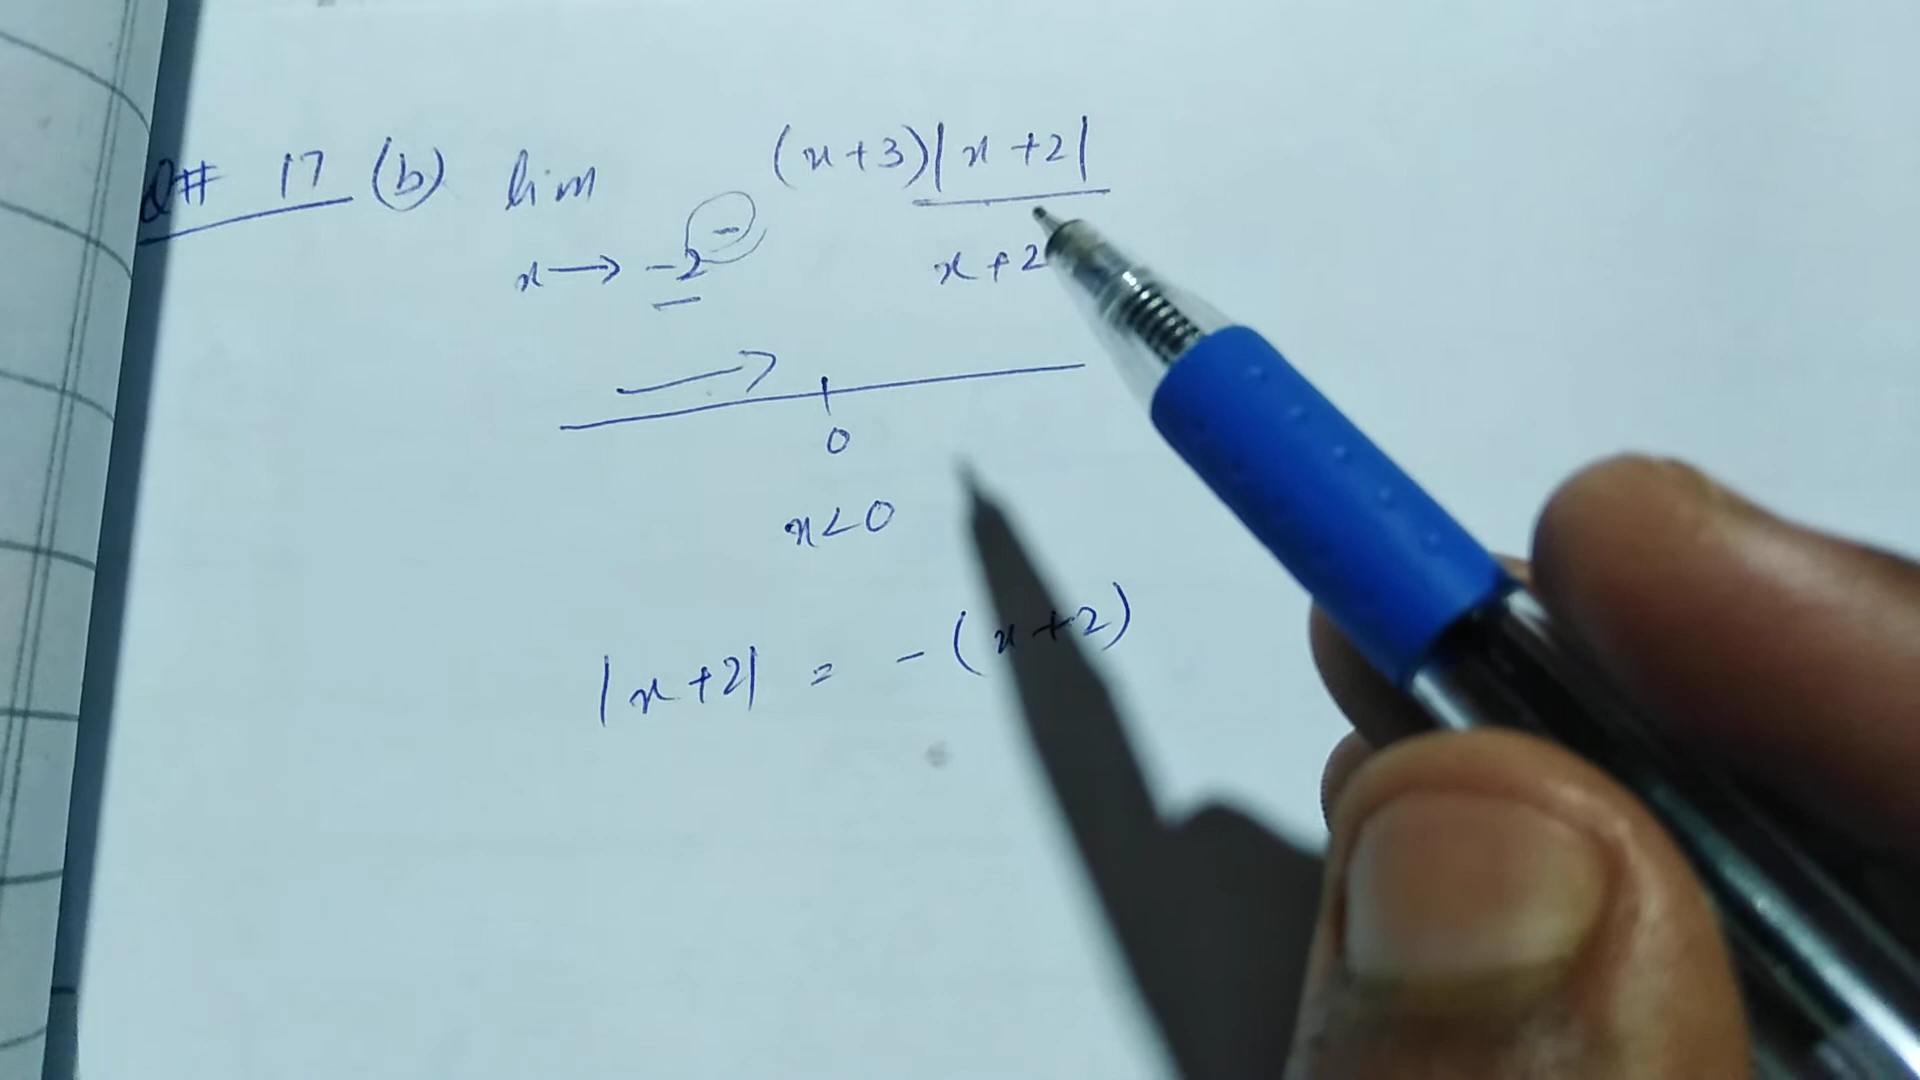 Q# 17 (b) lim (x+3)|x+2|
x → -2⁻ x+2
0
x<0
|x+2| = -(x+2)